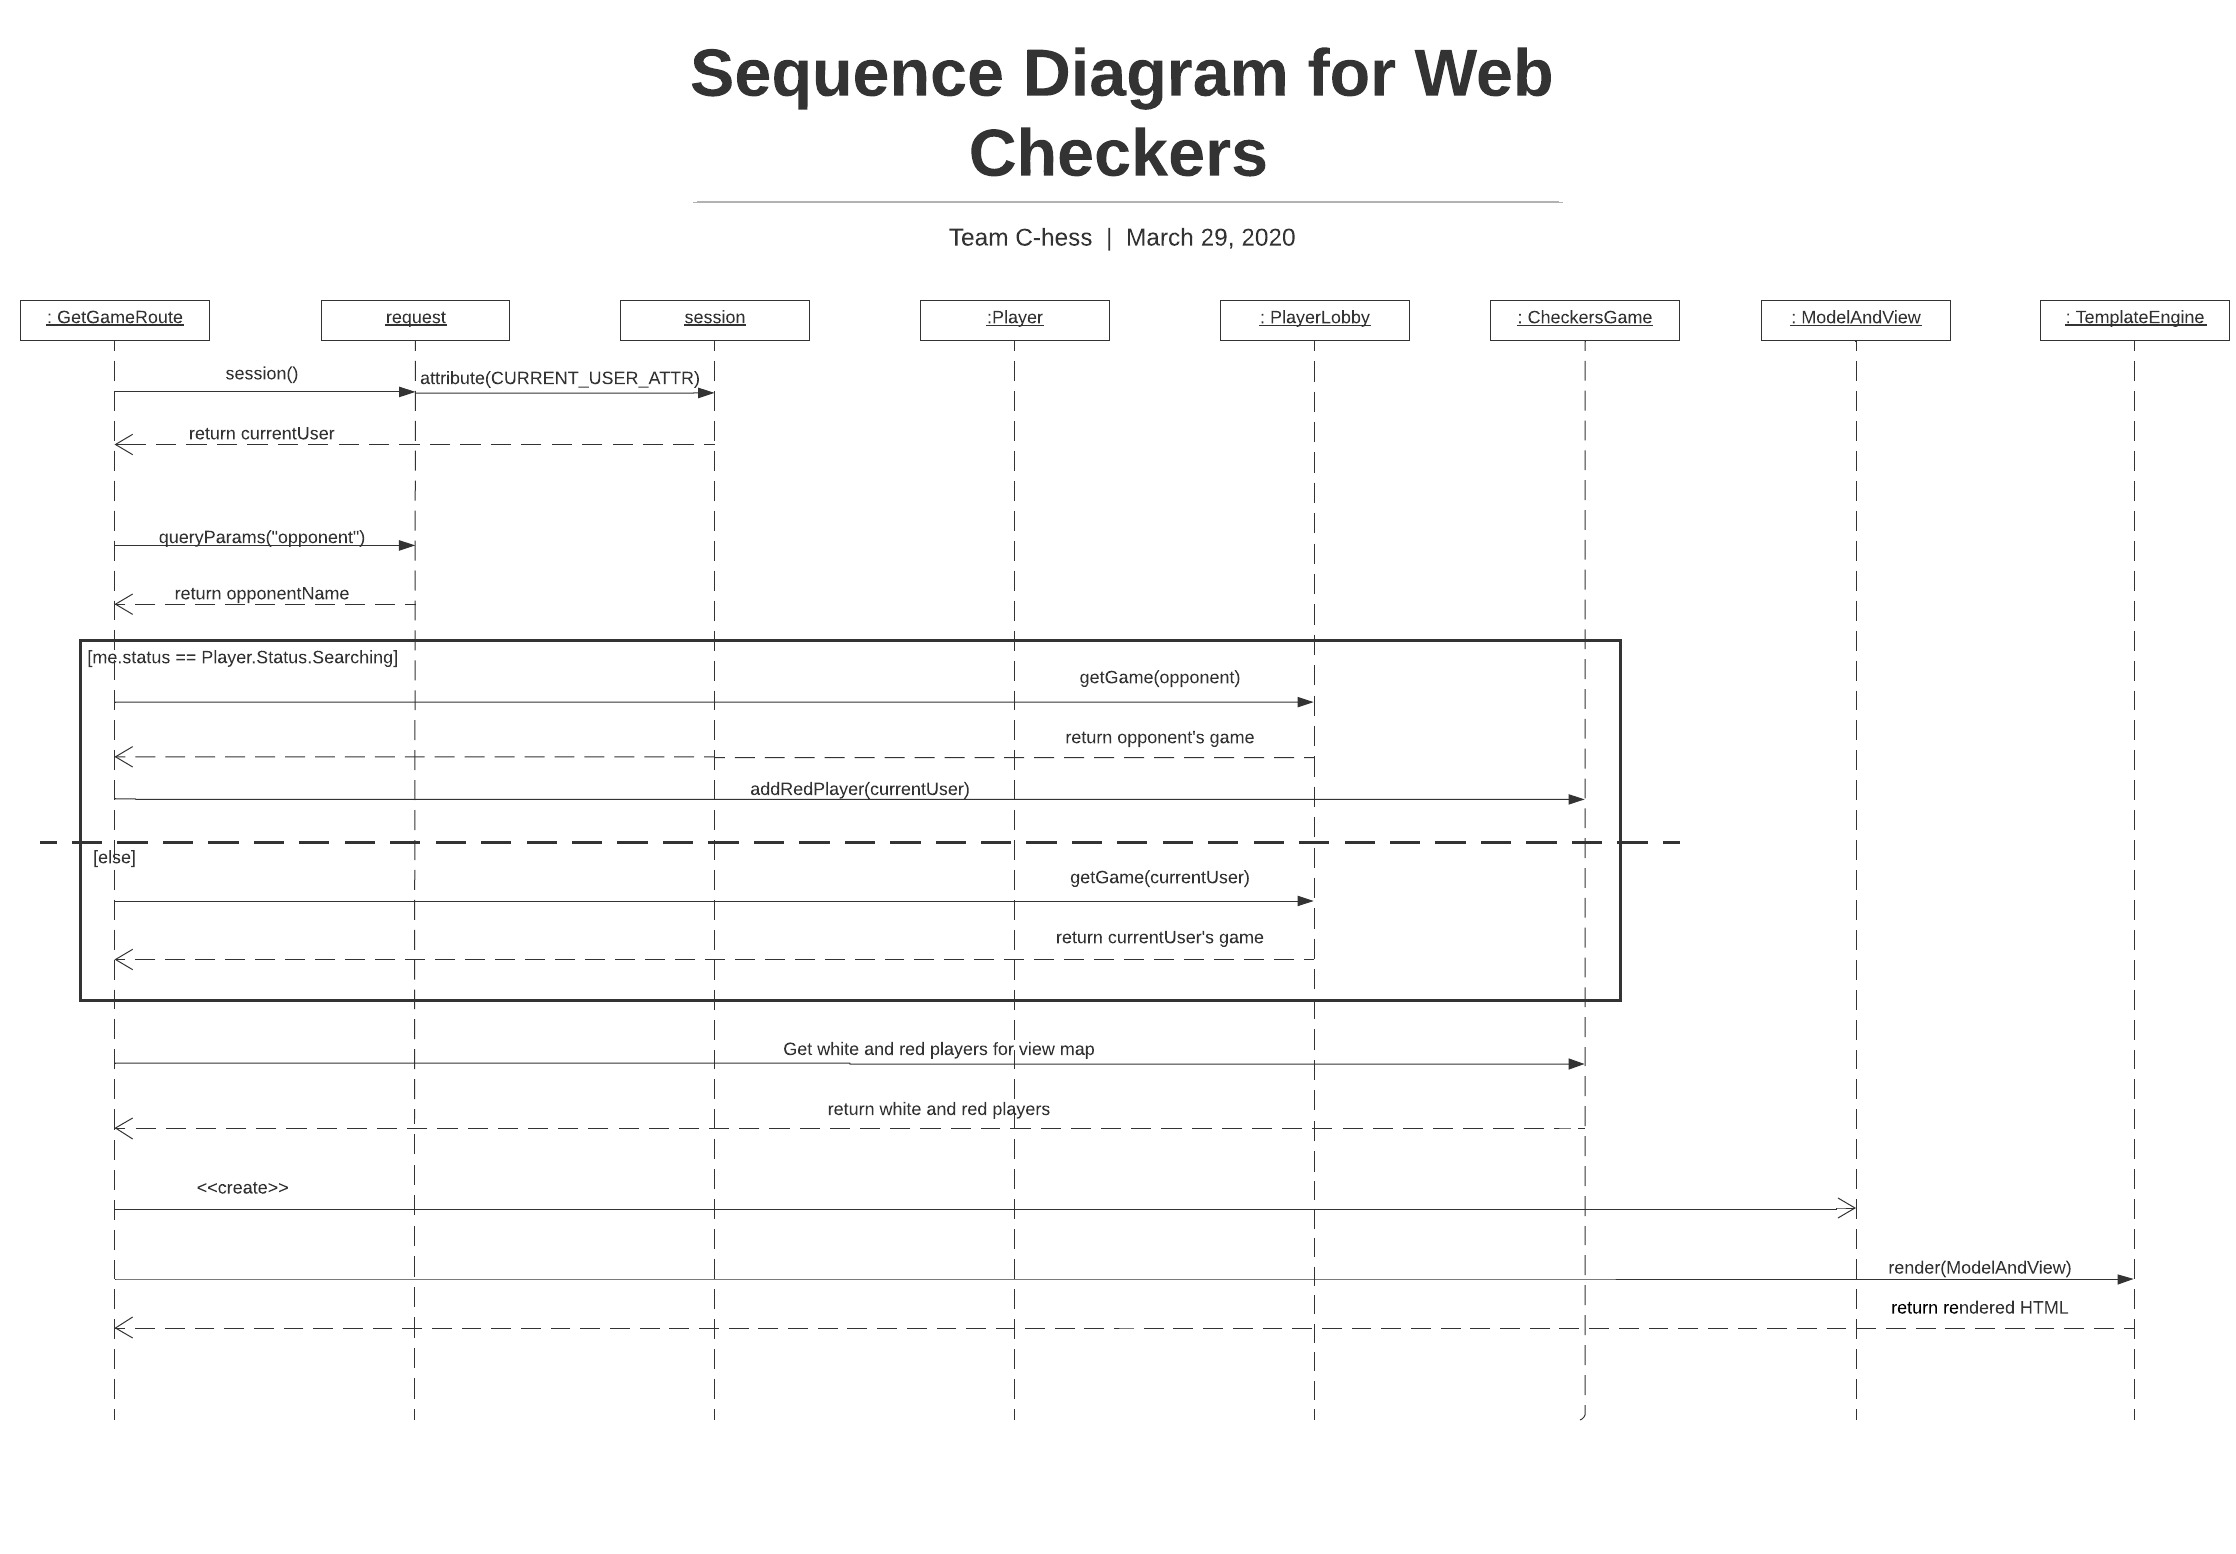 Sequence Diagram for Web
Checkers
Team C-hess | March 29, 2020
: GetGameRoute
request
session
:Player
: PlayerLobby
: CheckersGame
: ModelAndView
: TemplateEngine
session()
attribute(CURRENT_USER_ATTR)
return currentUser
queryParams("opponent")
return opponentName
[me.status == Player.Status.Searching]
getGame(opponent)
return opponent's game
addRedPlayer(currentUser)
[else]
getGame(currentUser)
return currentUser's game
Get white and red players for view map
return white and red players
<<create>>
render(ModelAndView)
return rendered HTML